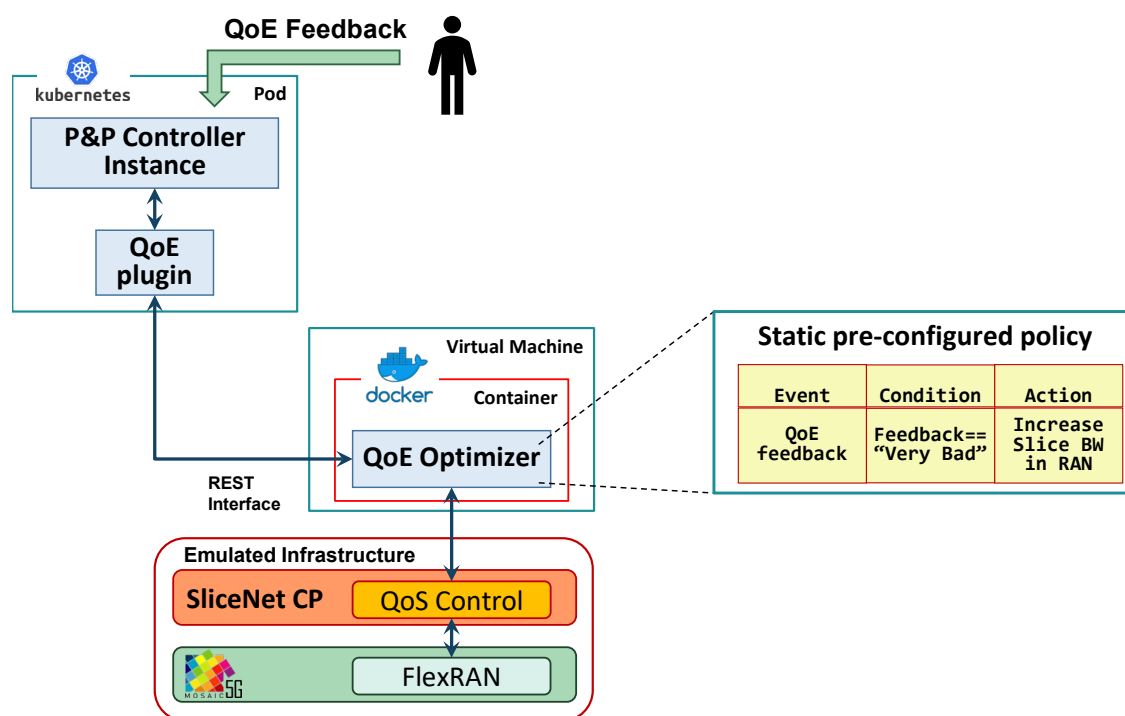 QoE Feedback
kubernetes
Pod
P&P Controller
Instance
QoE
plugin
Virtual Machine
docker
Container
QoE Optimizer
REST
Interface
Static pre-configured policy
Event Condition Action
QoE
feedback
Feedback==
“Very Bad”
Increase
Slice BW
in RAN
Emulated Infrastructure
SliceNet CP
QoS Control
MOSAIC 5G
FlexRAN